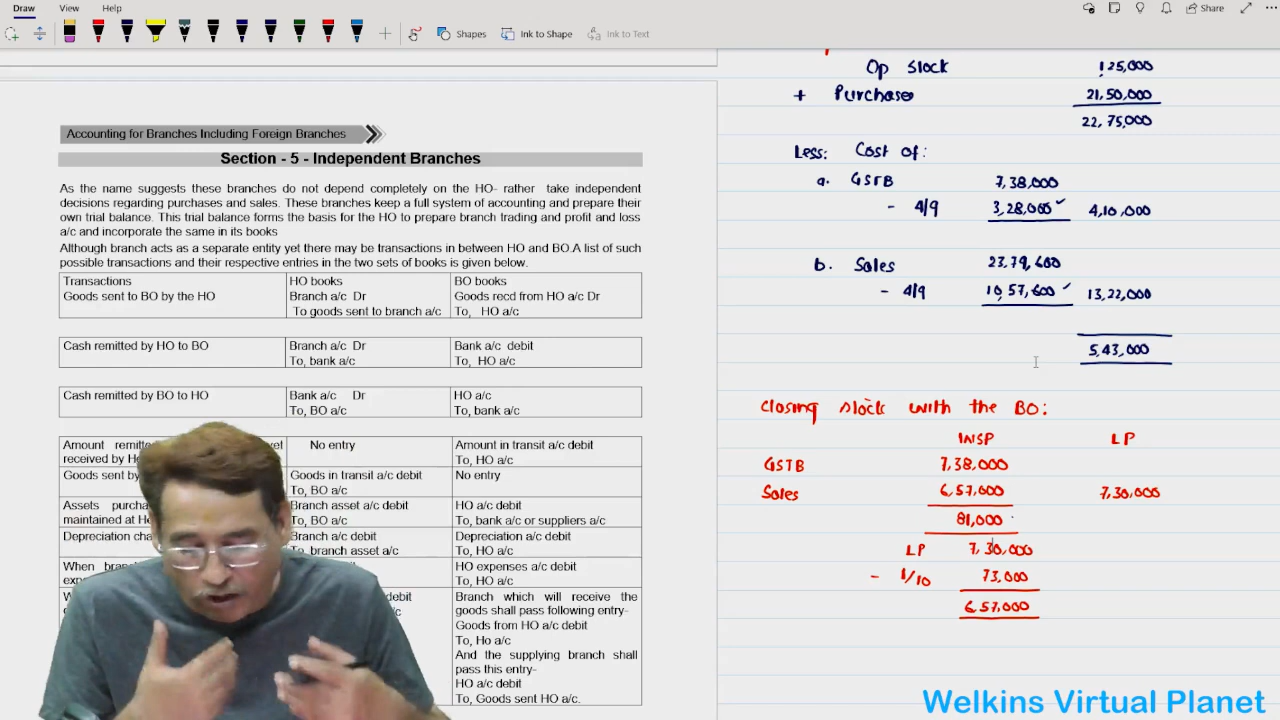 Draw View Help
Share
Shapes Ink to Shape Ink to Text
Accounting for Branches Including Foreign Branches
Section - 5 - Independent Branches
As the name suggests these branches do not depend completely on the HO- rather take independent
decisions regarding purchases and sales. These branches keep a full system of accounting and prepare their
own trial balance. This trial balance forms the basis for the HO to prepare branch trading and profit and loss
a/c and incorporate the same in its books
Although branch acts as a separate entity yet there may be transactions in between HO and BO.A list of such
possible transactions and their respective entries in the two sets of books is given below.
Transactions HO books BO books
Goods sent to BO by the HO Branch a/c Dr Goods recd from HO a/c Dr
To goods sent to branch a/c To, HO a/c
Cash remitted by HO to BO Branch a/c Dr Bank a/c debit
To, bank a/c To, HO a/c
Cash remitted by BO to HO Bank a/c Dr HO a/c
To, BO a/c To, bank a/c
Amount No entry Amount in transit a/c debit
received by To, HO a/c
Goods sent by Goods in transit a/c debit No entry
To, BO a/c
Assets Branch asset a/c debit HO a/c debit
maintained at To, BO a/c To, bank a/c or suppliers a/c
Depreciation Branch a/c debit Depreciation a/c debit
To, branch asset a/c To, HO a/c
When HO expenses a/c debit
To, HO a/c
Branch which will receive the
goods shall pass following entry-
Goods from HO a/c debit
To, Ho a/c
And the supplying branch shall
pass this entry-
HO a/c debit
To, Goods sent HO a/c.
Op Stock 1,25,000
+ Purchases 21,50,000
22,75,000
Less: Cost of:
a. GSTB 7,38,000
- 4/9 3,28,000 4,10,000
b. Sales 23,79,600
- 4/9 10,57,600 13,22,000
5,43,000
Closing stock with the BO:
INSP LP
GSTB 7,38,000
Sales 6,57,000 7,30,000
81,000
LP 7,30,000
- 1/10 73,000
6,57,000
Welkins Virtual Planet